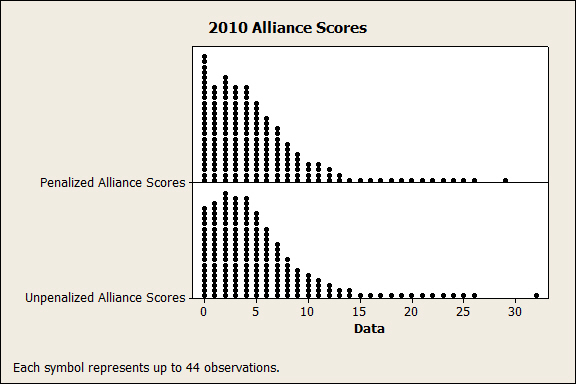 2010 Alliance Scores
Penalized Alliance Scores
Unpenalized Alliance Scores
0 5 10 15 20 25 30
Data
Each symbol represents up to 44 observations.